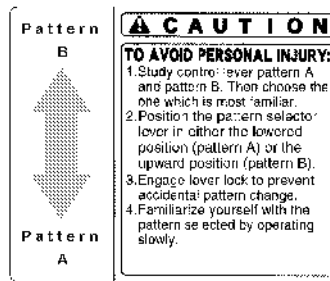 Pattern
B
Pattern
A
CAUTION
TO AVOID PERSONAL INJURY:
1.Study control lever pattern A
and pattern B. Then choose the
one which is most familiar.
2.Position the pattern selector
lever in either the lowered
position (pattern A) or the
upward position (pattern B).
3.Engage lever lock to prevent
accidental pattern change.
4.Familiarize yourself with the
pattern selected by operating
slowly.